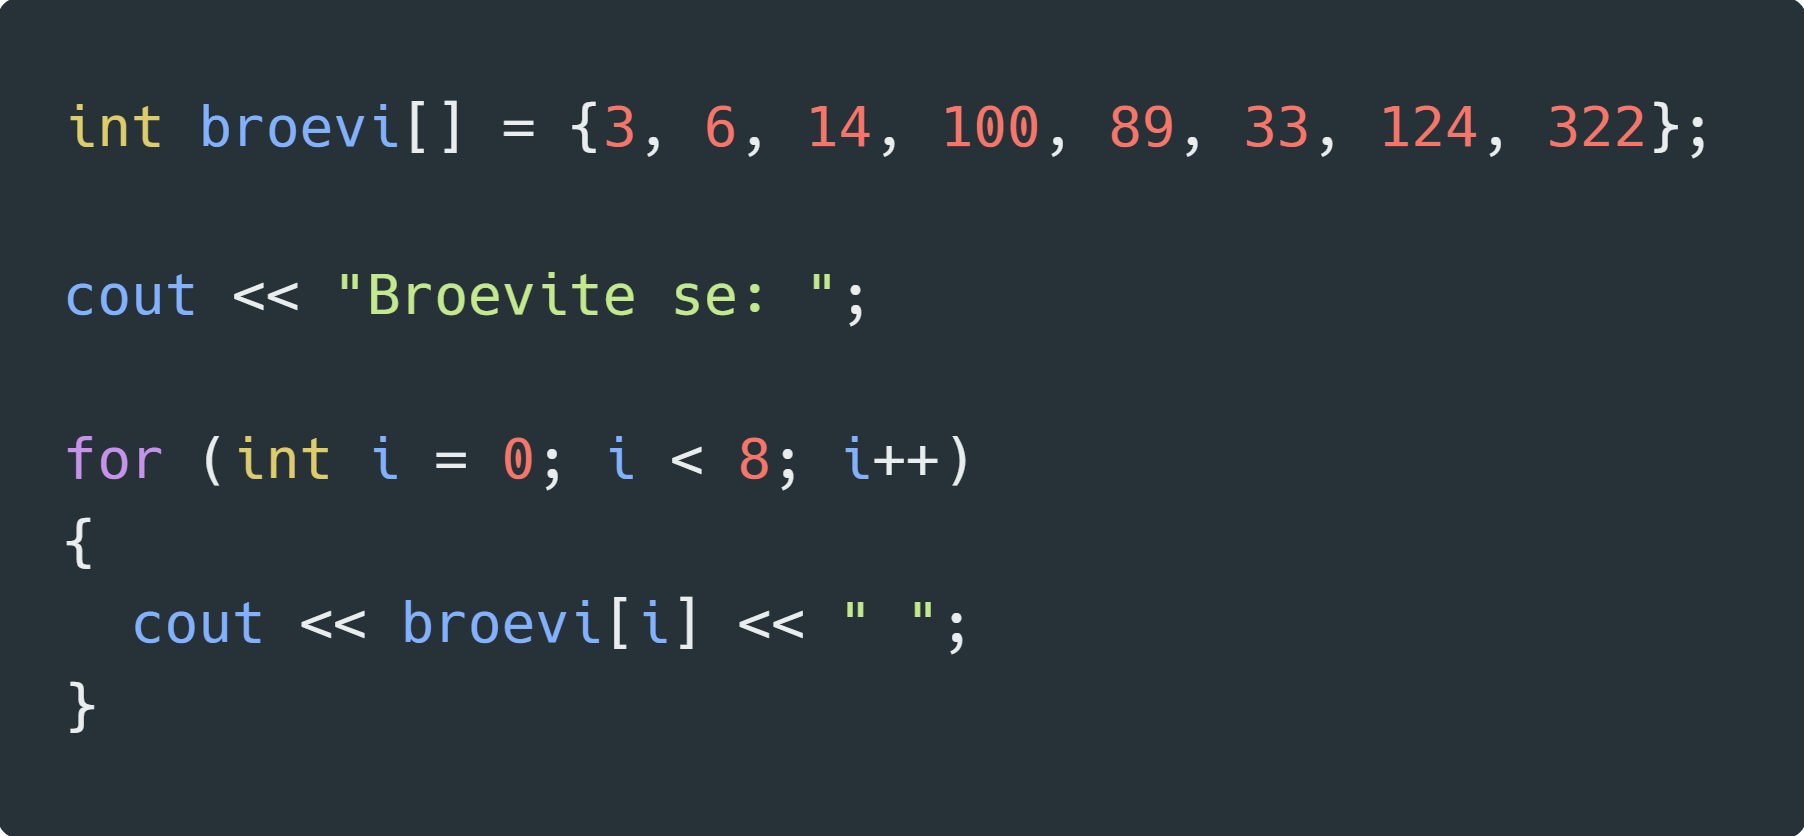 int broevi[] = {3, 6, 14, 100, 89, 33, 124, 322};
cout << "Broevite se: ";
for (int i = 0; i < 8; i++)
{
  cout << broevi[i] << " ";
}